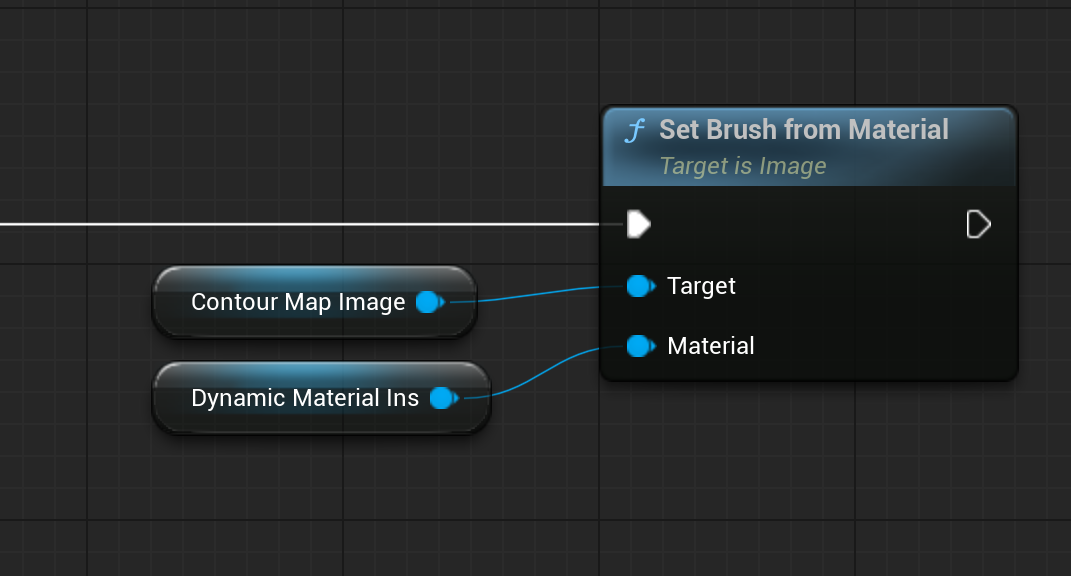 Set Brush from Material
Target is Image
Contour Map Image
Target
Dynamic Material Ins
Material